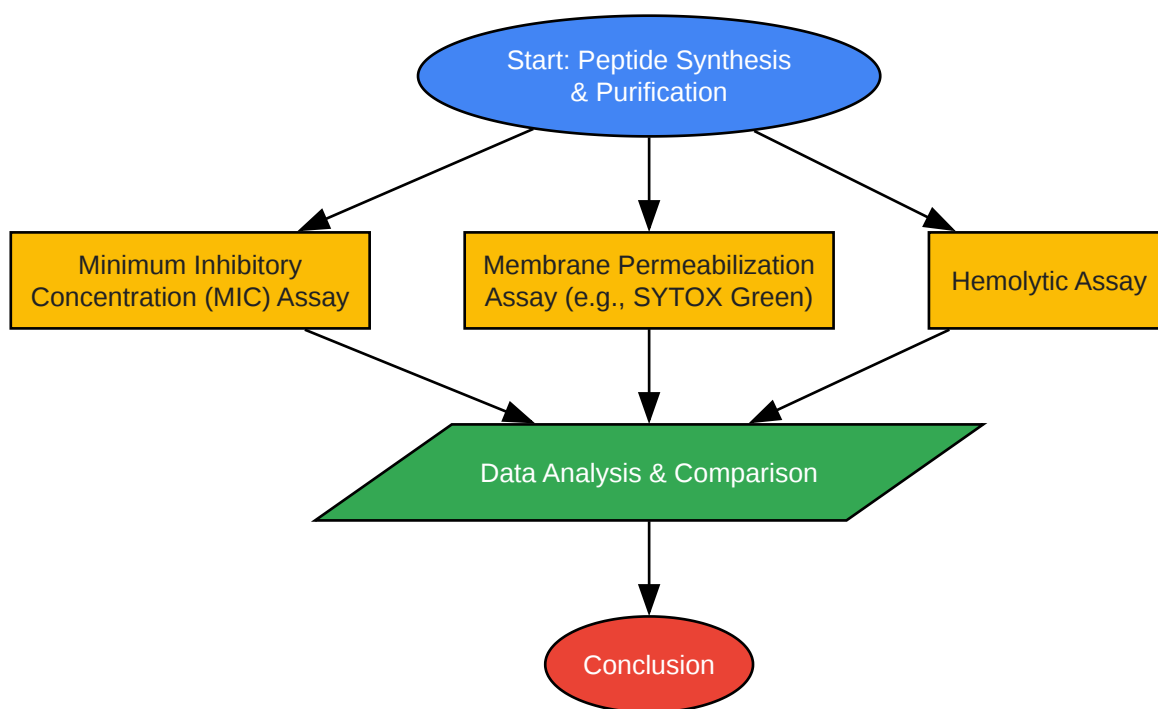 Start: Peptide Synthesis
& Purification
Minimum Inhibitory
Concentration (MIC) Assay
Membrane Permeabilization
Assay (e.g., SYTOX Green)
Hemolytic Assay
Data Analysis & Comparison
Conclusion